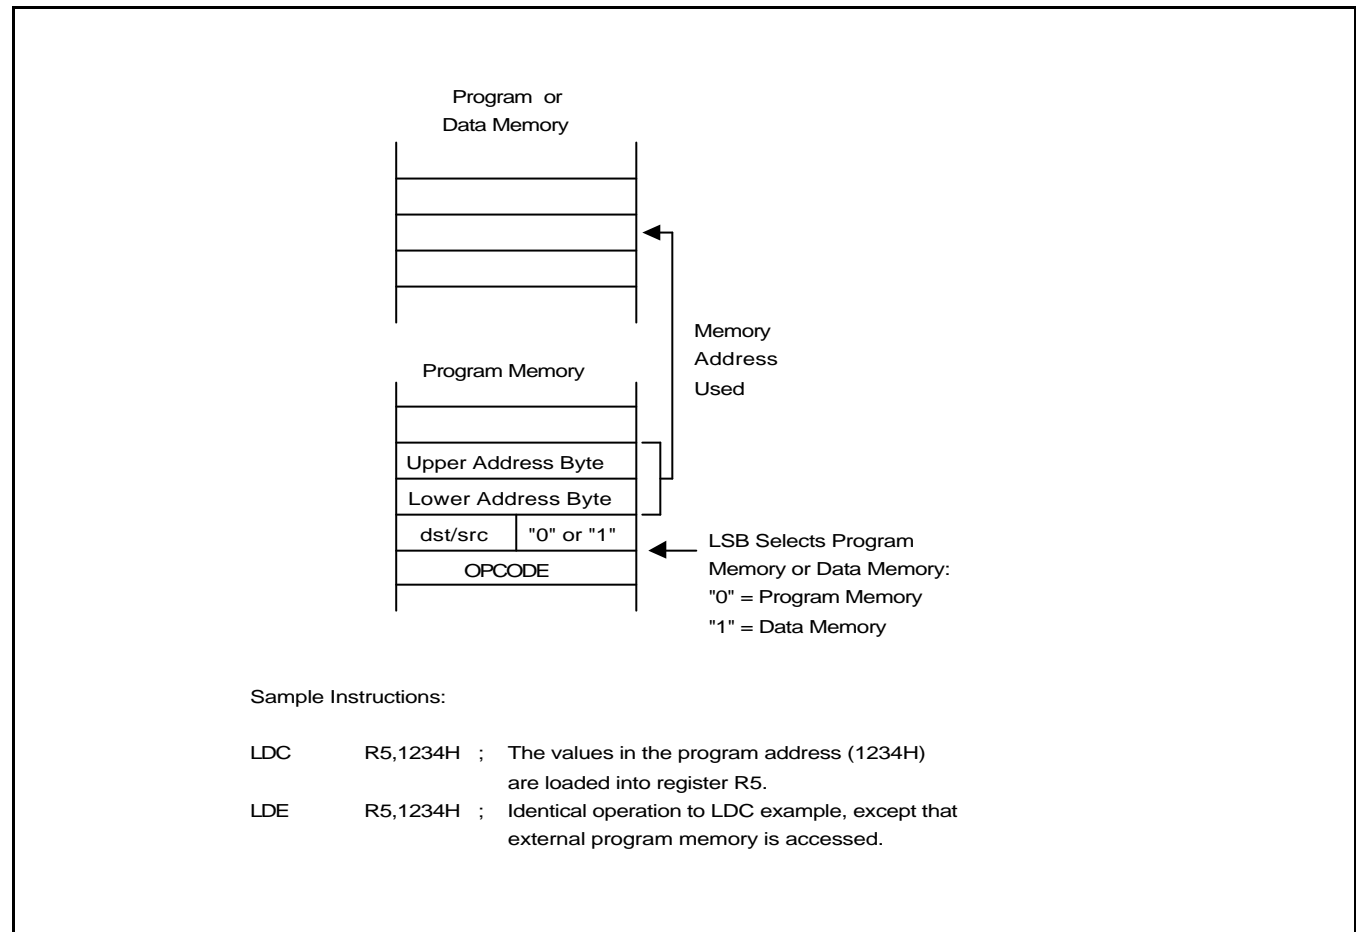 Program or
Data Memory
Memory
Address
Used
Program Memory
Upper Address Byte
Lower Address Byte
dst/src "0" or "1"
OPCODE
LSB Selects Program
Memory or Data Memory:
"0" = Program Memory
"1" = Data Memory
Sample Instructions:
LDC R5,1234H ; The values in the program address (1234H)
are loaded into register R5.
LDE R5,1234H ; Identical operation to LDC example, except that
external program memory is accessed.